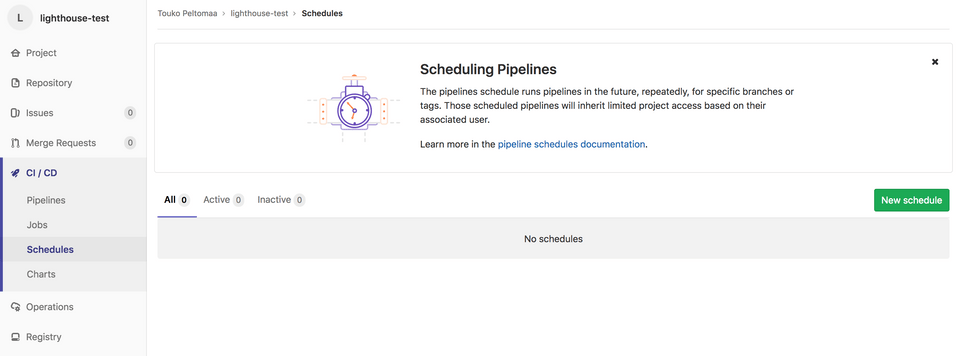 L lighthouse-test
Project
Repository
Issues 0
Merge Requests 0
CI / CD
Pipelines
Jobs
Schedules
Charts
Operations
Registry
Touko Peltomaa > lighthouse-test > Schedules
Scheduling Pipelines
The pipelines schedule runs pipelines in the future, repeatedly, for specific branches or
tags. Those scheduled pipelines will inherit limited project access based on their
associated user.
Learn more in the pipeline schedules documentation.
All 0 Active 0 Inactive 0
New schedule
No schedules